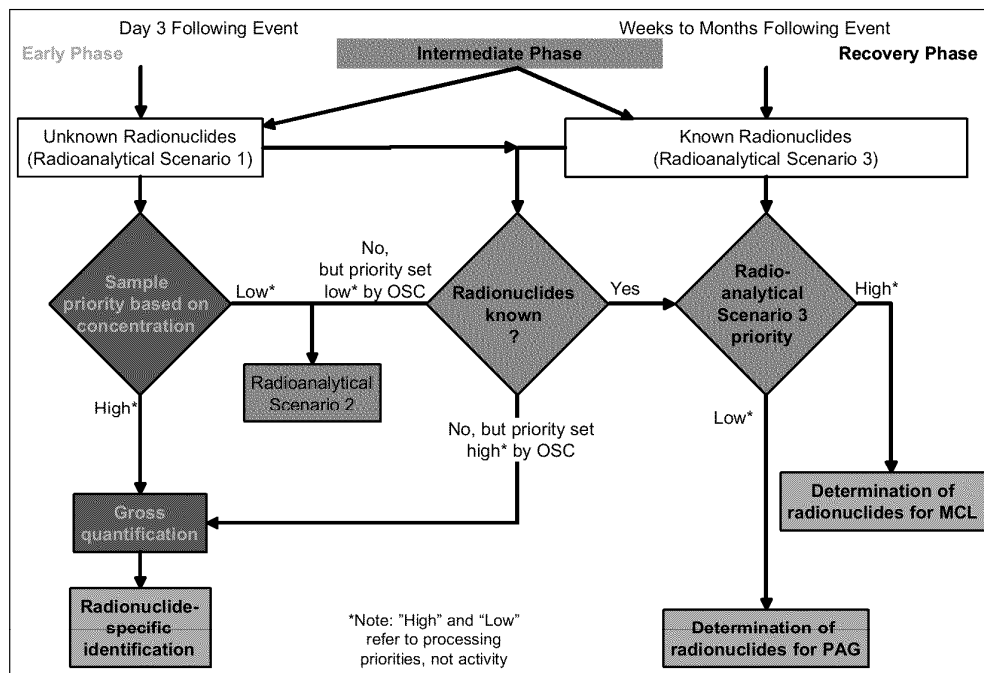 Day 3 Following Event
Weeks to Months Following Event
Early Phase
Intermediate Phase
Recovery Phase
Unknown Radionuclides
(Radioanalytical Scenario 1)
Known Radionuclides
(Radioanalytical Scenario 3)
Sample
priority based on
concentration
Low*
No,
but priority set
low* by OSC
Radionuclides
known
?
Yes
Radio-
analytical
Scenario 3
priority
High*
Radioanalytical
Scenario 2
High*
No, but priority set
high* by OSC
Low*
Gross
quantification
Determination of
radionuclides for MCL
Radionuclide-
specific
identification
*Note: "High" and “Low”
refer to processing
priorities, not activity
Determination of
radionuclides for PAG